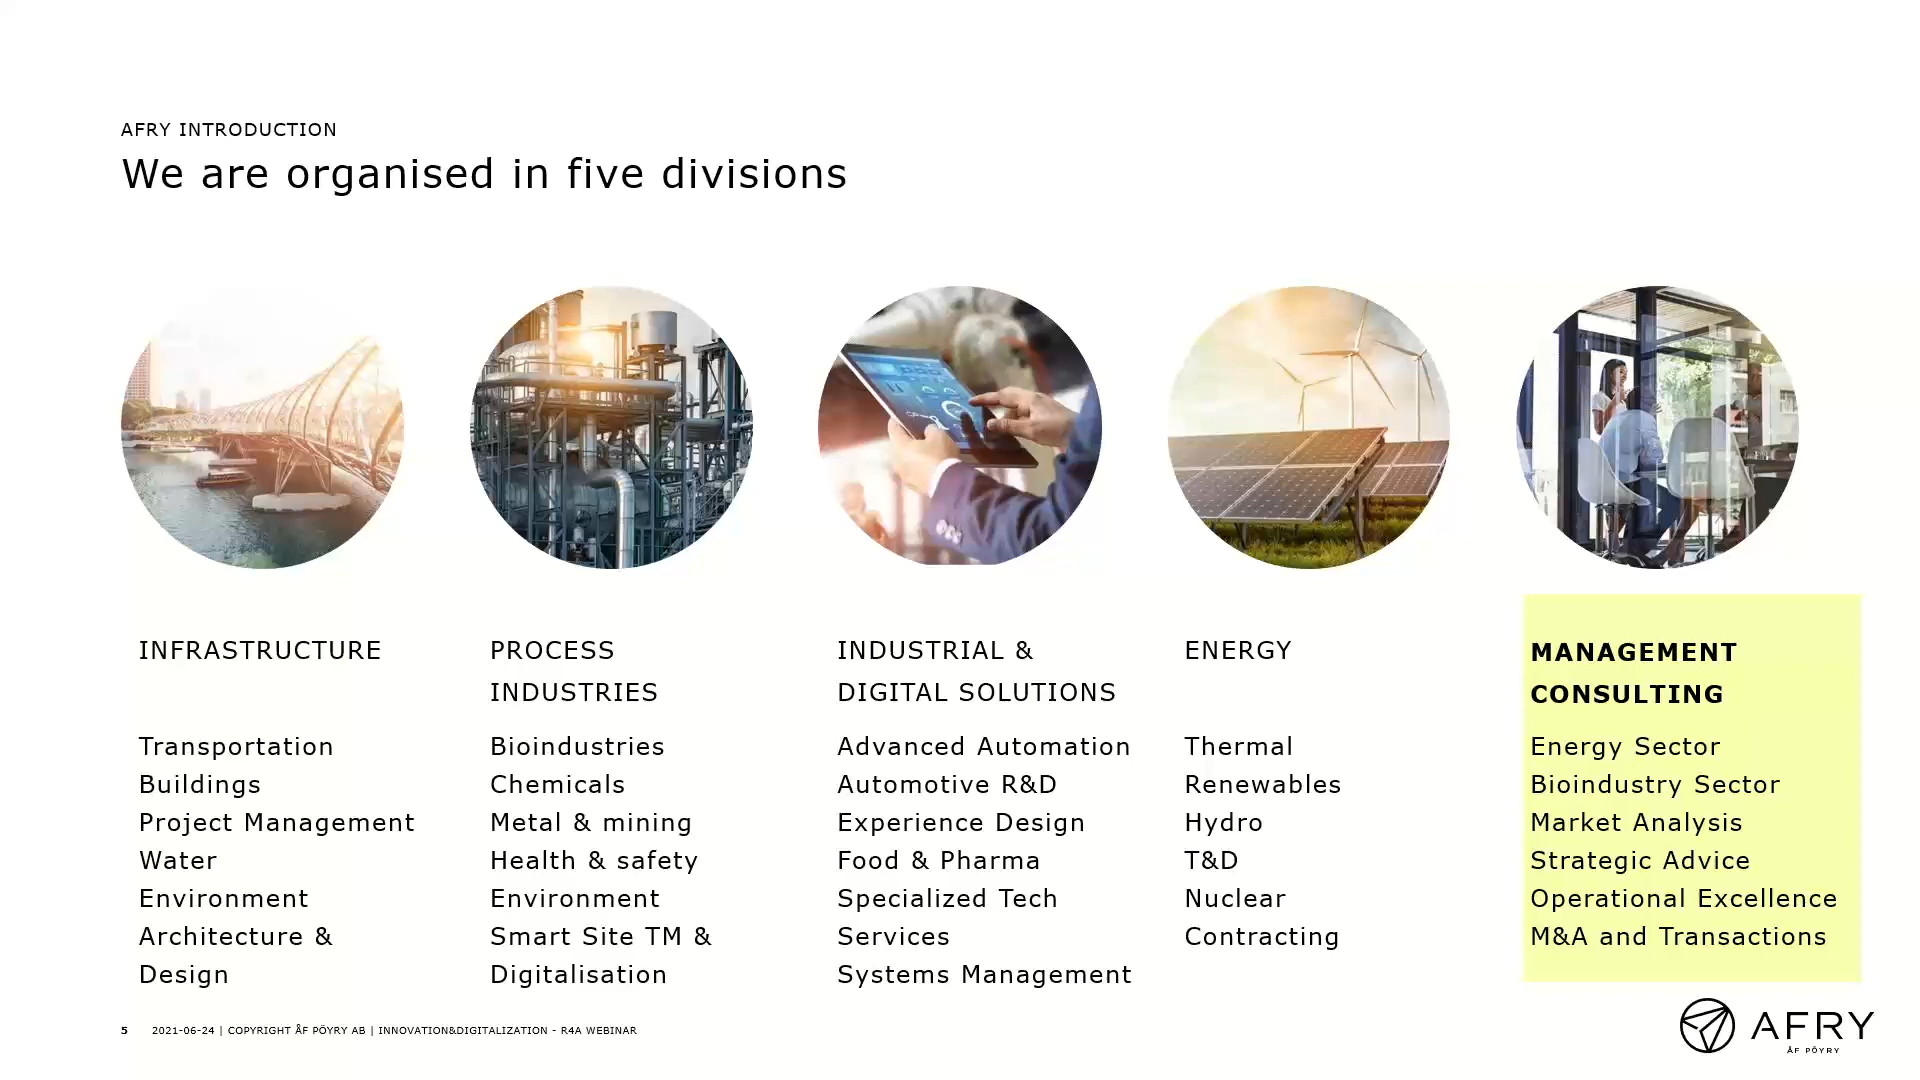 AFRY INTRODUCTION
We are organised in five divisions
INFRASTRUCTURE
Transportation
Buildings
Project Management
Water
Environment
Architecture &
Design
PROCESS
INDUSTRIES
Bioindustries
Chemicals
Metal & mining
Health & safety
Environment
Smart Site TM &
Digitalisation
INDUSTRIAL &
DIGITAL SOLUTIONS
Advanced Automation
Automotive R&D
Experience Design
Food & Pharma
Specialized Tech
Services
Systems Management
ENERGY
Thermal
Renewables
Hydro
T&D
Nuclear
Contracting
MANAGEMENT
CONSULTING
Energy Sector
Bioindustry Sector
Market Analysis
Strategic Advice
Operational Excellence
M&A and Transactions
5 2021-06-24 | COPYRIGHT ÅF PÖYRY AB | INNOVATION&DIGITALIZATION - R4A WEBINAR
AFRY
ÅF PÖYRY